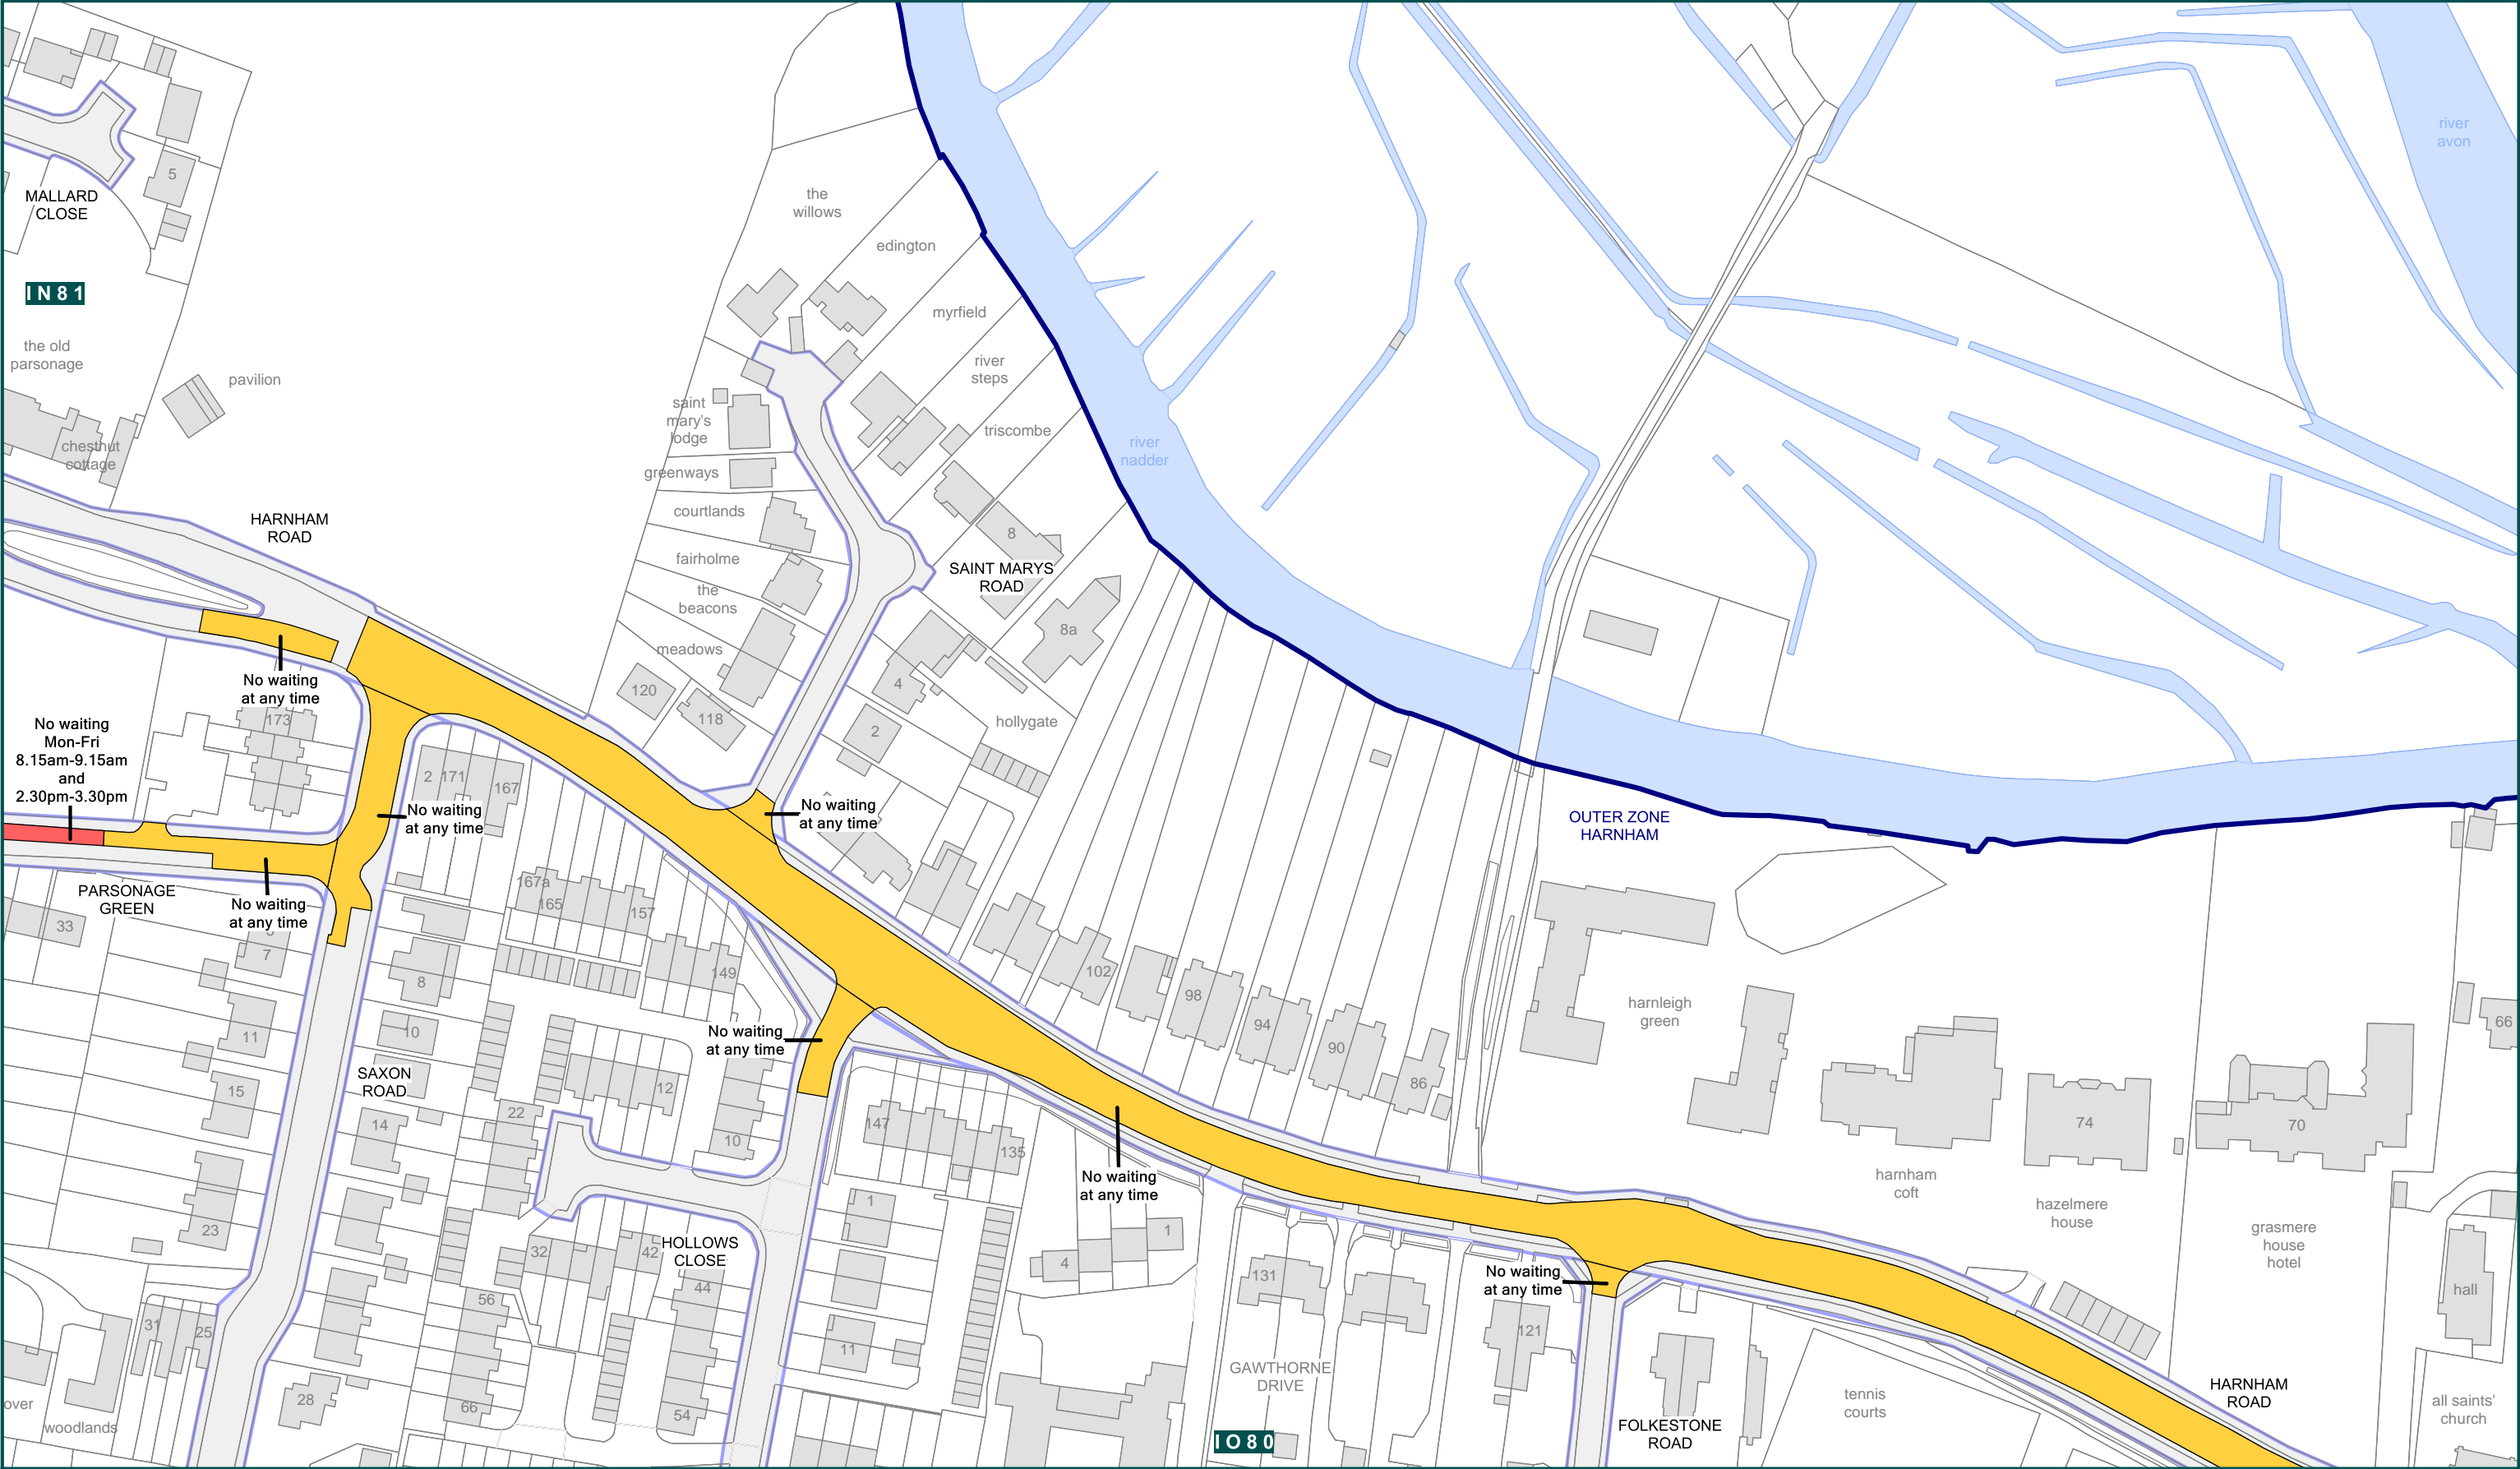 river
avon
5
MALLARD
CLOSE
the
willows
edington
IN81
myfield
the old
parsonage
pavilion
river
steps
saint
mary's
lodge
triscombe
chestnut
cottage
river
nadder
greenways
courtlands
HARNHAM
ROAD
8
fairholme
SAINT MARYS
ROAD
the
beacons
8a
meadows
No waiting
at any time
120
4
118
173
hollygate
2
No waiting
Mon-Fri
8.15am-9.15am
and
2.30pm-3.30pm
2
171
167
No waiting
at any time
No waiting
at any time
OUTER ZONE
HARNHAM
PARSONAGE
GREEN
167a
165
157
No waiting
at any time
33
7
149
102
8
98
harnleigh
green
66
11
10
No waiting
at any time
94
90
SAXON
ROAD
86
15
12
22
14
147
135
10
74
70
No waiting
at any time
harnham
coft
hazelmere
house
grasmere
house
hotel
23
1
1
32
42
HOLLOWS
CLOSE
4
131
No waiting
at any time
44
hall
56
31
25
11
121
GAWTHORNE
DRIVE
28
66
54
tennis
courts
HARNHAM
ROAD
over
woodlands
IO80
FOLKESTONE
ROAD
all saints'
church